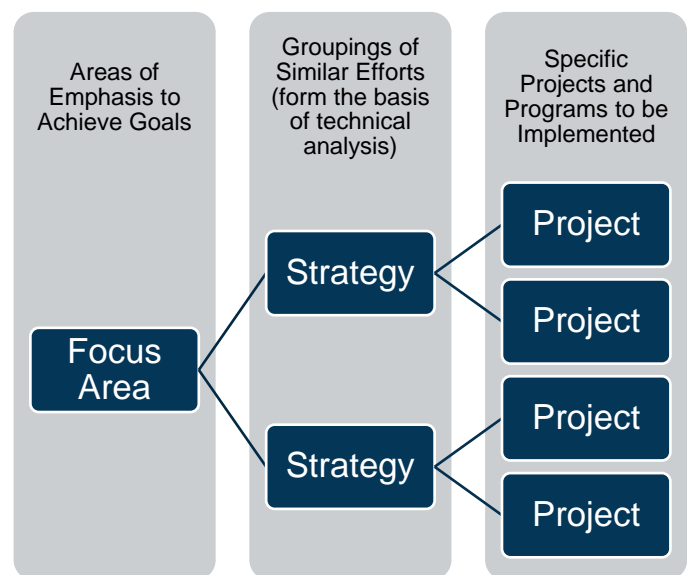 Areas of
Emphasis to
Achieve Goals
Groupings of
Similar Efforts
(form the basis
of technical
analysis)
Specific
Projects and
Programs to be
Implemented
Focus
Area
Strategy
Strategy
Project
Project
Project
Project